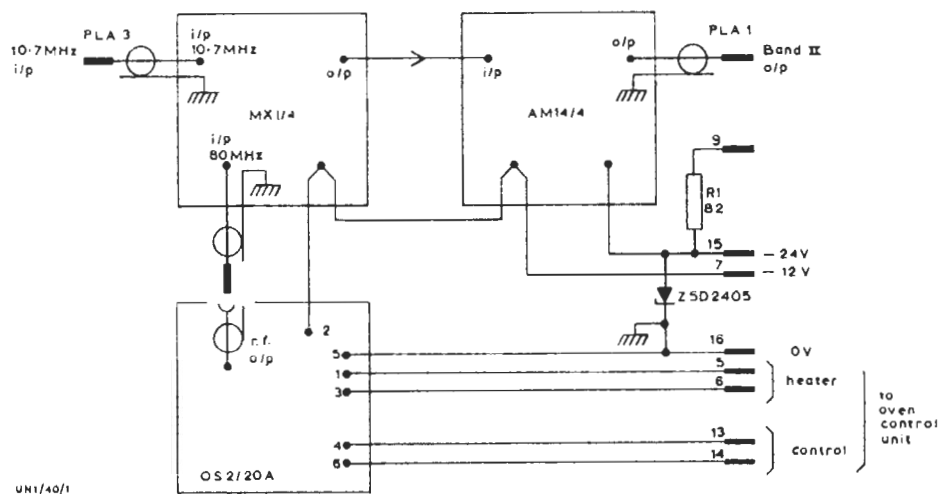 PLA 3
10·7MHz
i/p
i/p
10·7MHz
o/p
MX1/4
i/p
80MHz
i/p
o/p
AM14/4
PLA 1
Band II
o/p
9
R1
82
15
−24V
7
−12V
ZSD2405
2
r.f.
o/p
5
16
0V
1
5
3
6
heater
4
13
6
14
control
to
oven
control
unit
OS2/20A
UN1/40/1